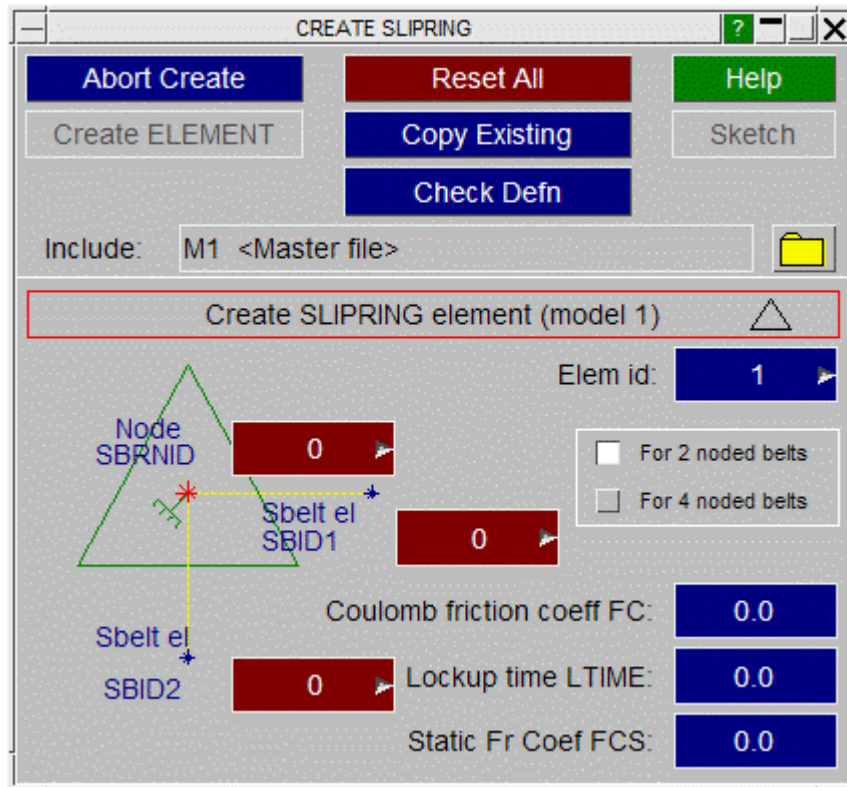 CREATE SLIPRING
?
Abort Create
Reset All
Help
Create ELEMENT
Copy Existing
Sketch
Check Defn
Include:
M1 <Master file>
Create SLIPRING element (model 1)
Elem id:
1
Node
SBRNID
0
For 2 noded belts
For 4 noded belts
Sbelt el
SBID1
0
Coulomb friction coeff FC:
0.0
Sbelt el
SBID2
0
Lockup time LTIME:
0.0
Static Fr Coef FCS:
0.0